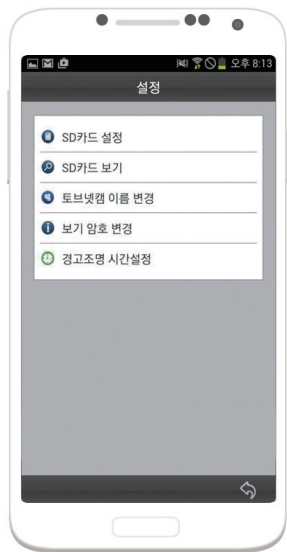 오후 8:13
설정
SD카드 설정
SD카드 보기
토브넷캠 이름 변경
보기 암호 변경
경고조명 시간설정